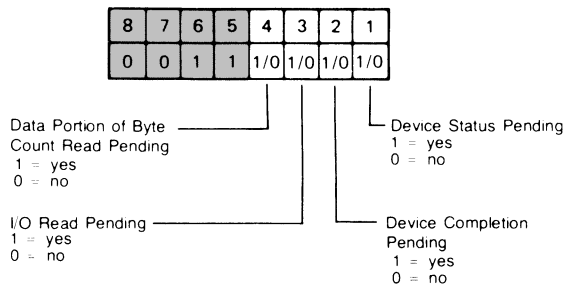 8 7 6 5 4 3 2 1
0 0 1 1 1/0 1/0 1/0 1/0
Data Portion of Byte
Count Read Pending
1 = yes
0 = no
Device Status Pending
1 = yes
0 = no
I/O Read Pending
1 = yes
0 = no
Device Completion
Pending
1 = yes
0 = no